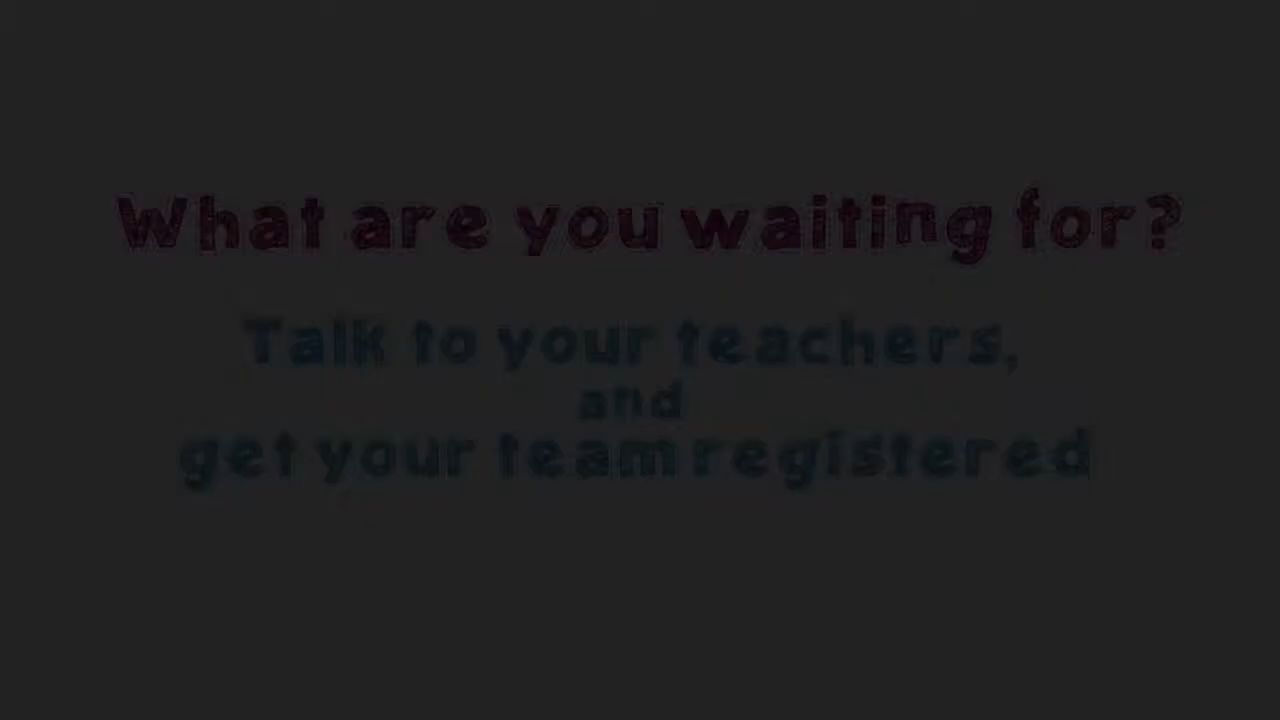 What are you waiting for?
Talk to your teachers,
and
get your team registered